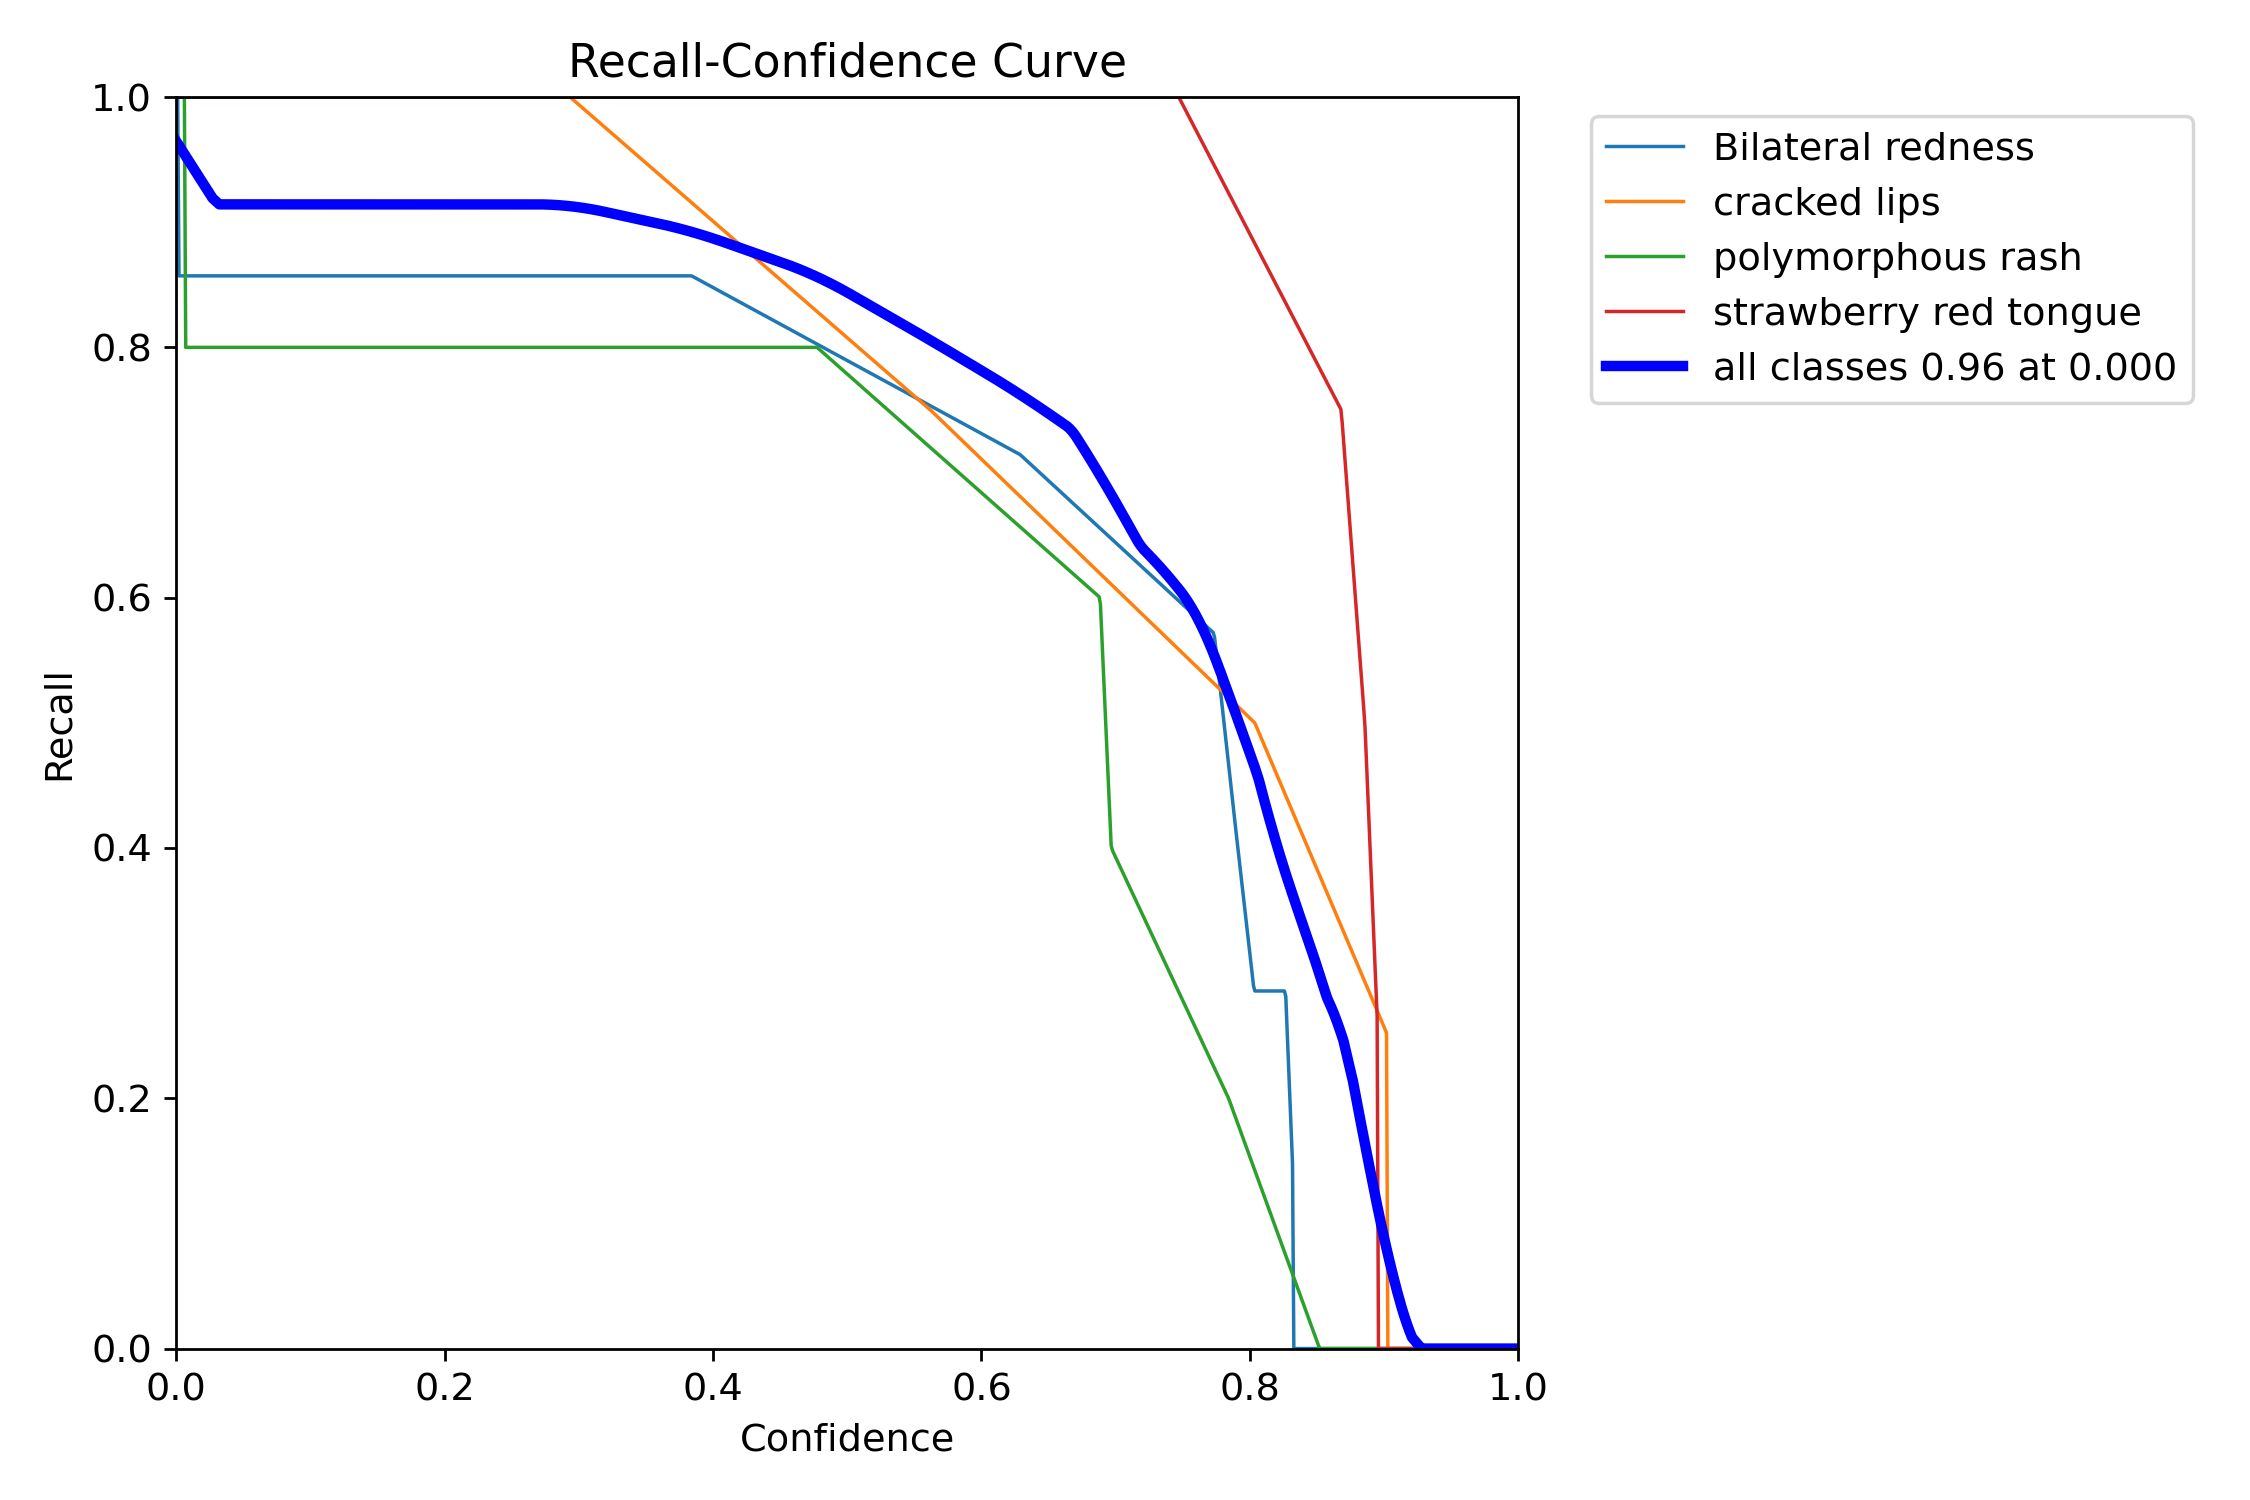 Recall-Confidence Curve
1.0
0.8
0.6
0.4
0.2
0.0
Recall
0.0 0.2 0.4 0.6 0.8 1.0
Confidence
Bilateral redness
cracked lips
polymorphous rash
strawberry red tongue
all classes 0.96 at 0.000